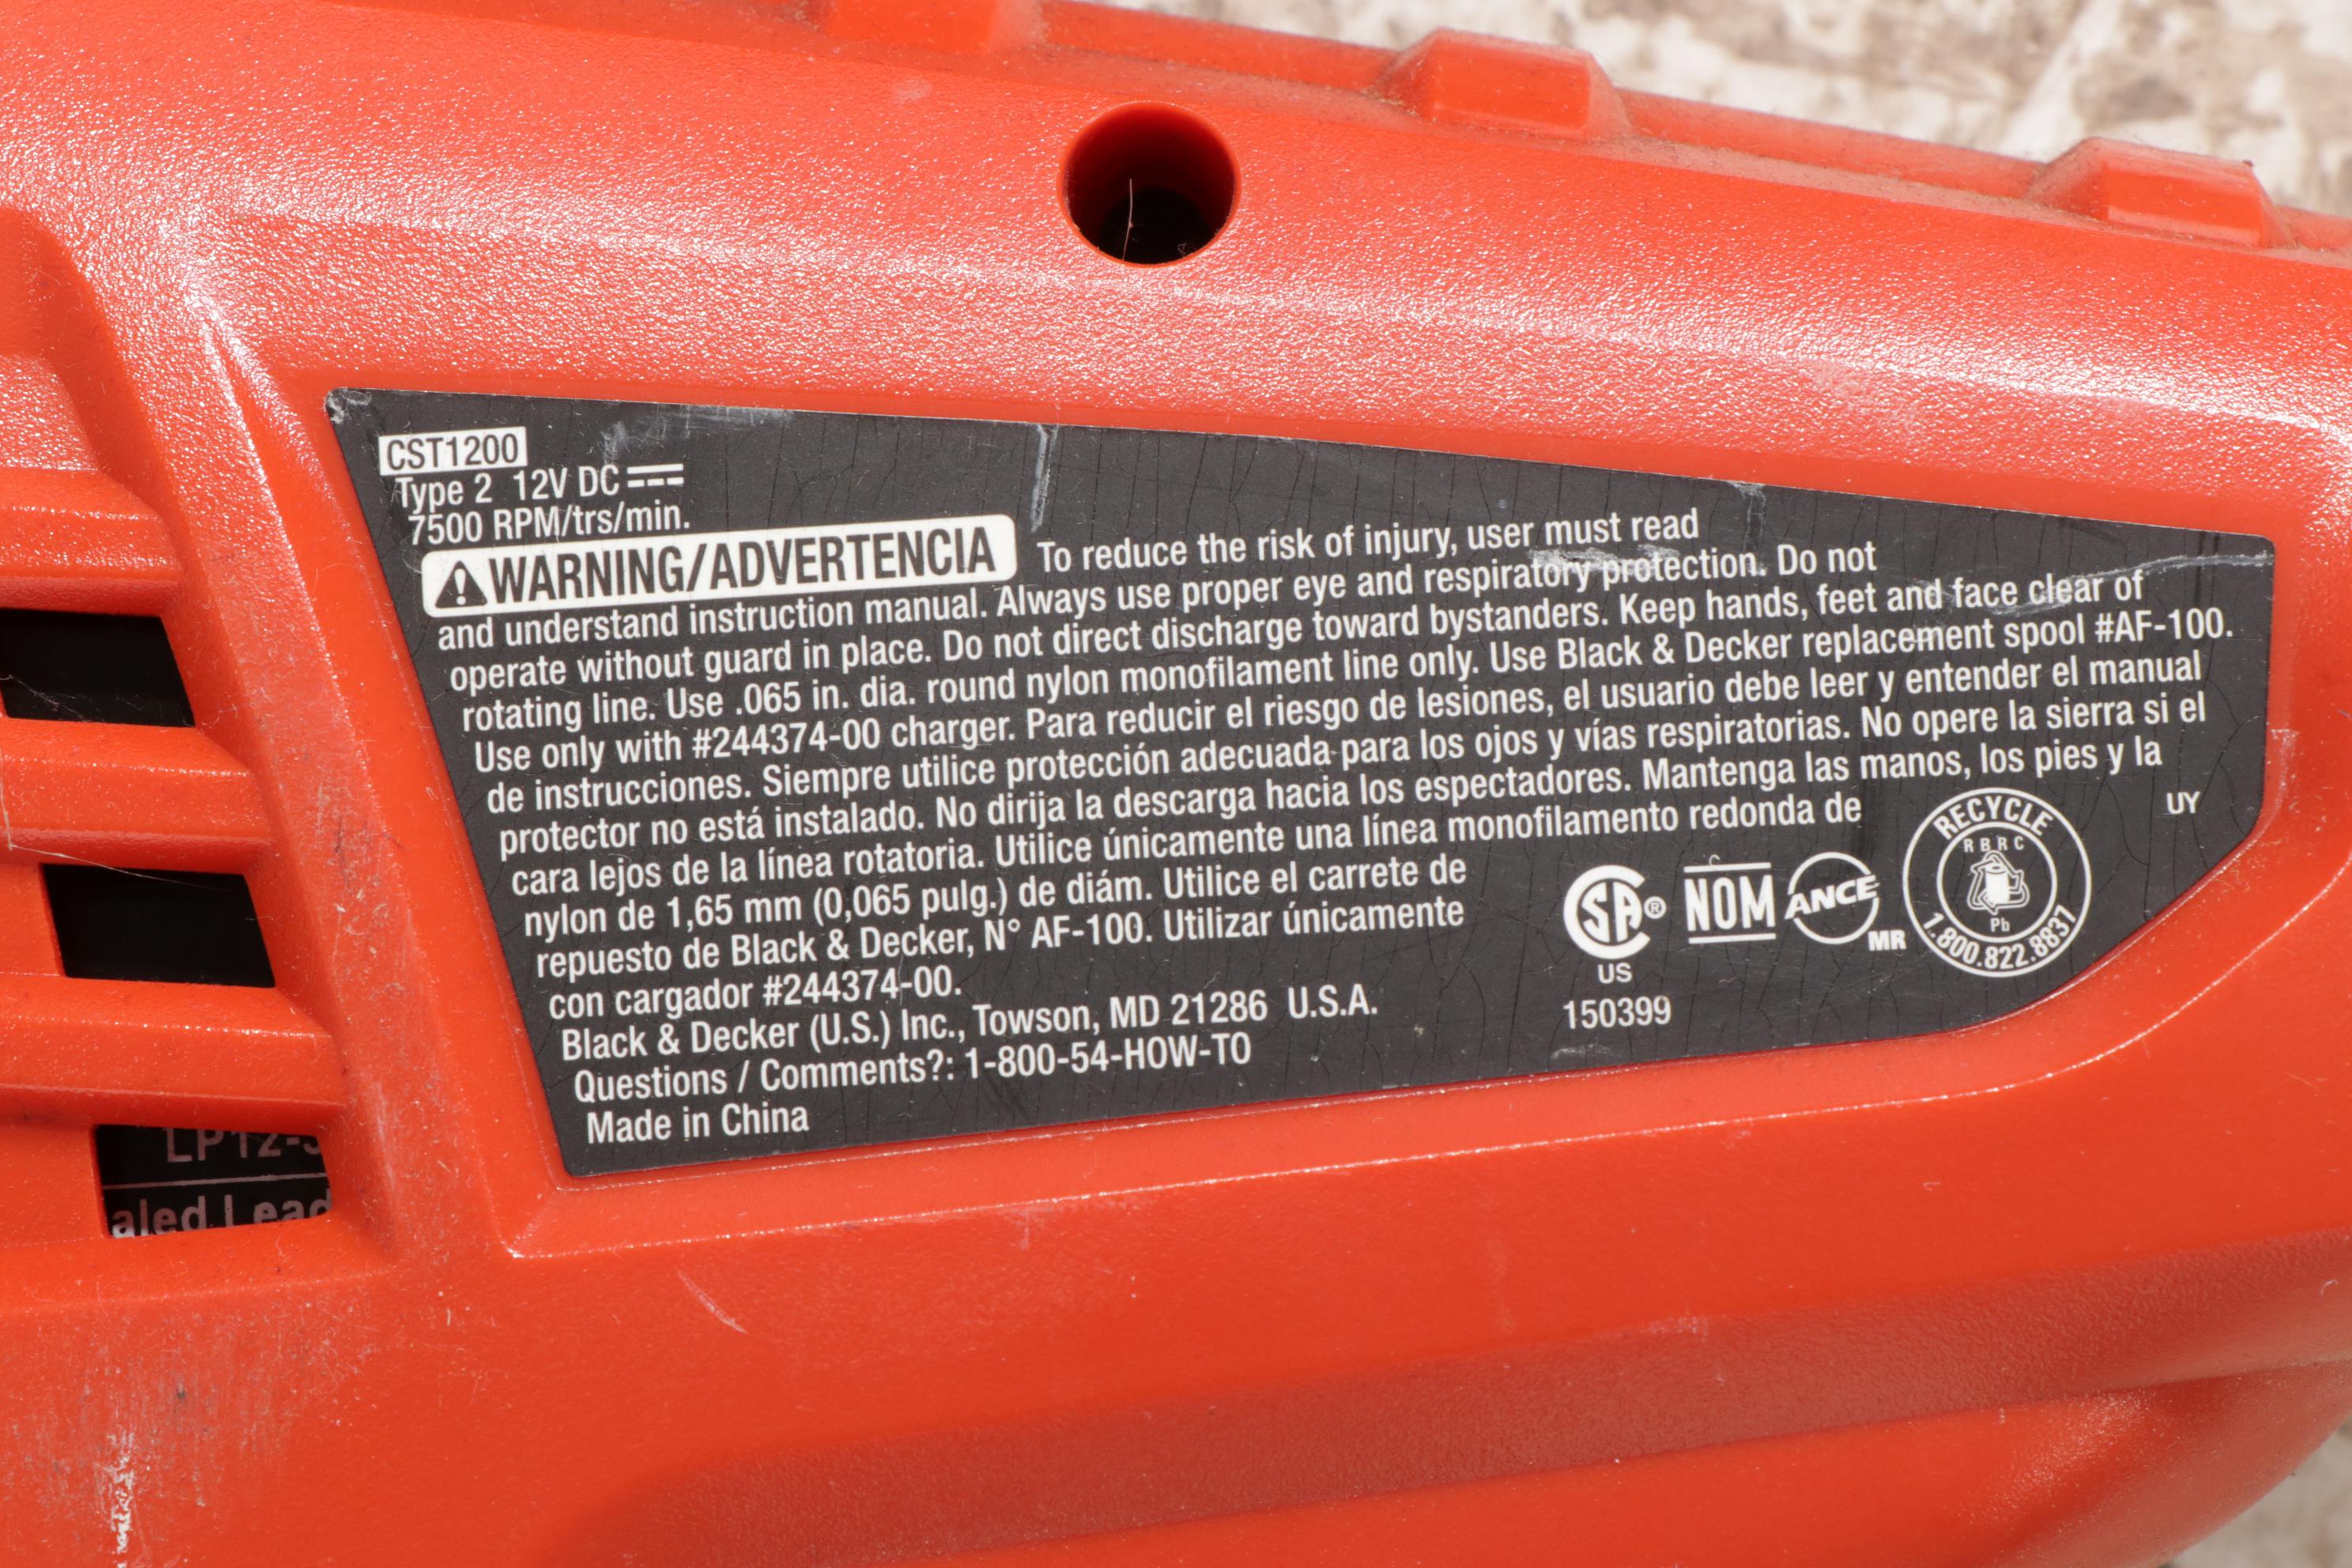 CST1200
Type 2 12V DC
7500 RPM/trs/min.
WARNING/ADVERTENCIA To reduce the risk of injury, user must read
and understand instruction manual. Always use proper eye and respiratory protection. Do not
operate without guard in place. Do not direct discharge toward bystanders. Keep hands, feet and face clear of
rotating line. Use .065 in. dia. round nylon monofilament line only. Use Black & Decker replacement spool #AF-100.
Use only with #244374-00 charger. Para reducir el riesgo de lesiones, el usuario debe leer y entender el manual
de instrucciones. Siempre utilice protección adecuada para los ojos y vías respiratorias. No opere la sierra si el
protector no está instalado. No dirija la descarga hacia los espectadores. Mantenga las manos, los pies y la
cara lejos de la línea rotatoria. Utilice únicamente una línea monofilamento redonda de
nylon de 1,65 mm (0,065 pulg.) de diám. Utilice el carrete de
repuesto de Black & Decker, N° AF-100. Utilizar únicamente
con cargador #244374-00.
Black & Decker (U.S.) Inc., Towson, MD 21286 U.S.A.
Questions / Comments?: 1-800-54-HOW-TO
Made in China
SA®
US
150399
NOM
ANCE
MR
RECYCLE
RBRC
Pb
1.800.822.8837
UY
LP12-
aled Lead